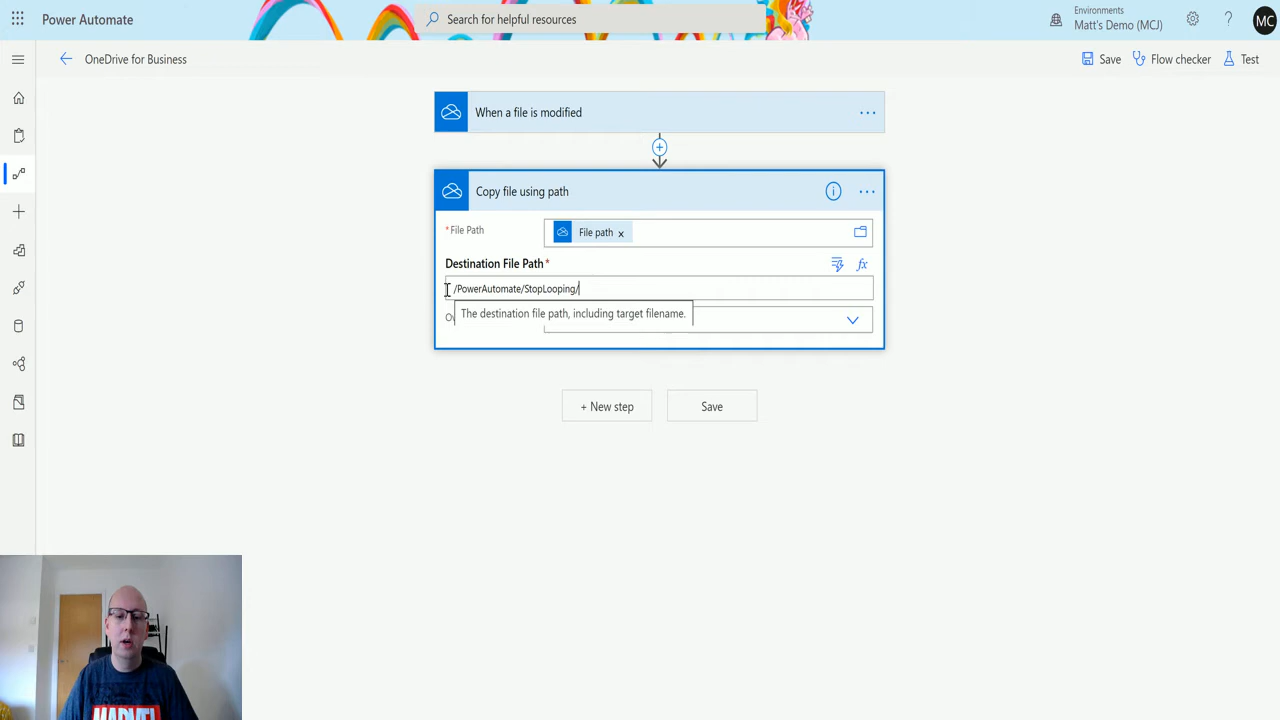 Power Automate
Search for helpful resources
Environments
Matt's Demo (MCJ)
MC
OneDrive for Business
Save
Flow checker
Test
When a file is modified
Copy file using path
* File Path
File path x
Destination File Path*
fx
/PowerAutomate/StopLooping/
The destination file path, including target filename.
Ov
+ New step
Save
MARVEL